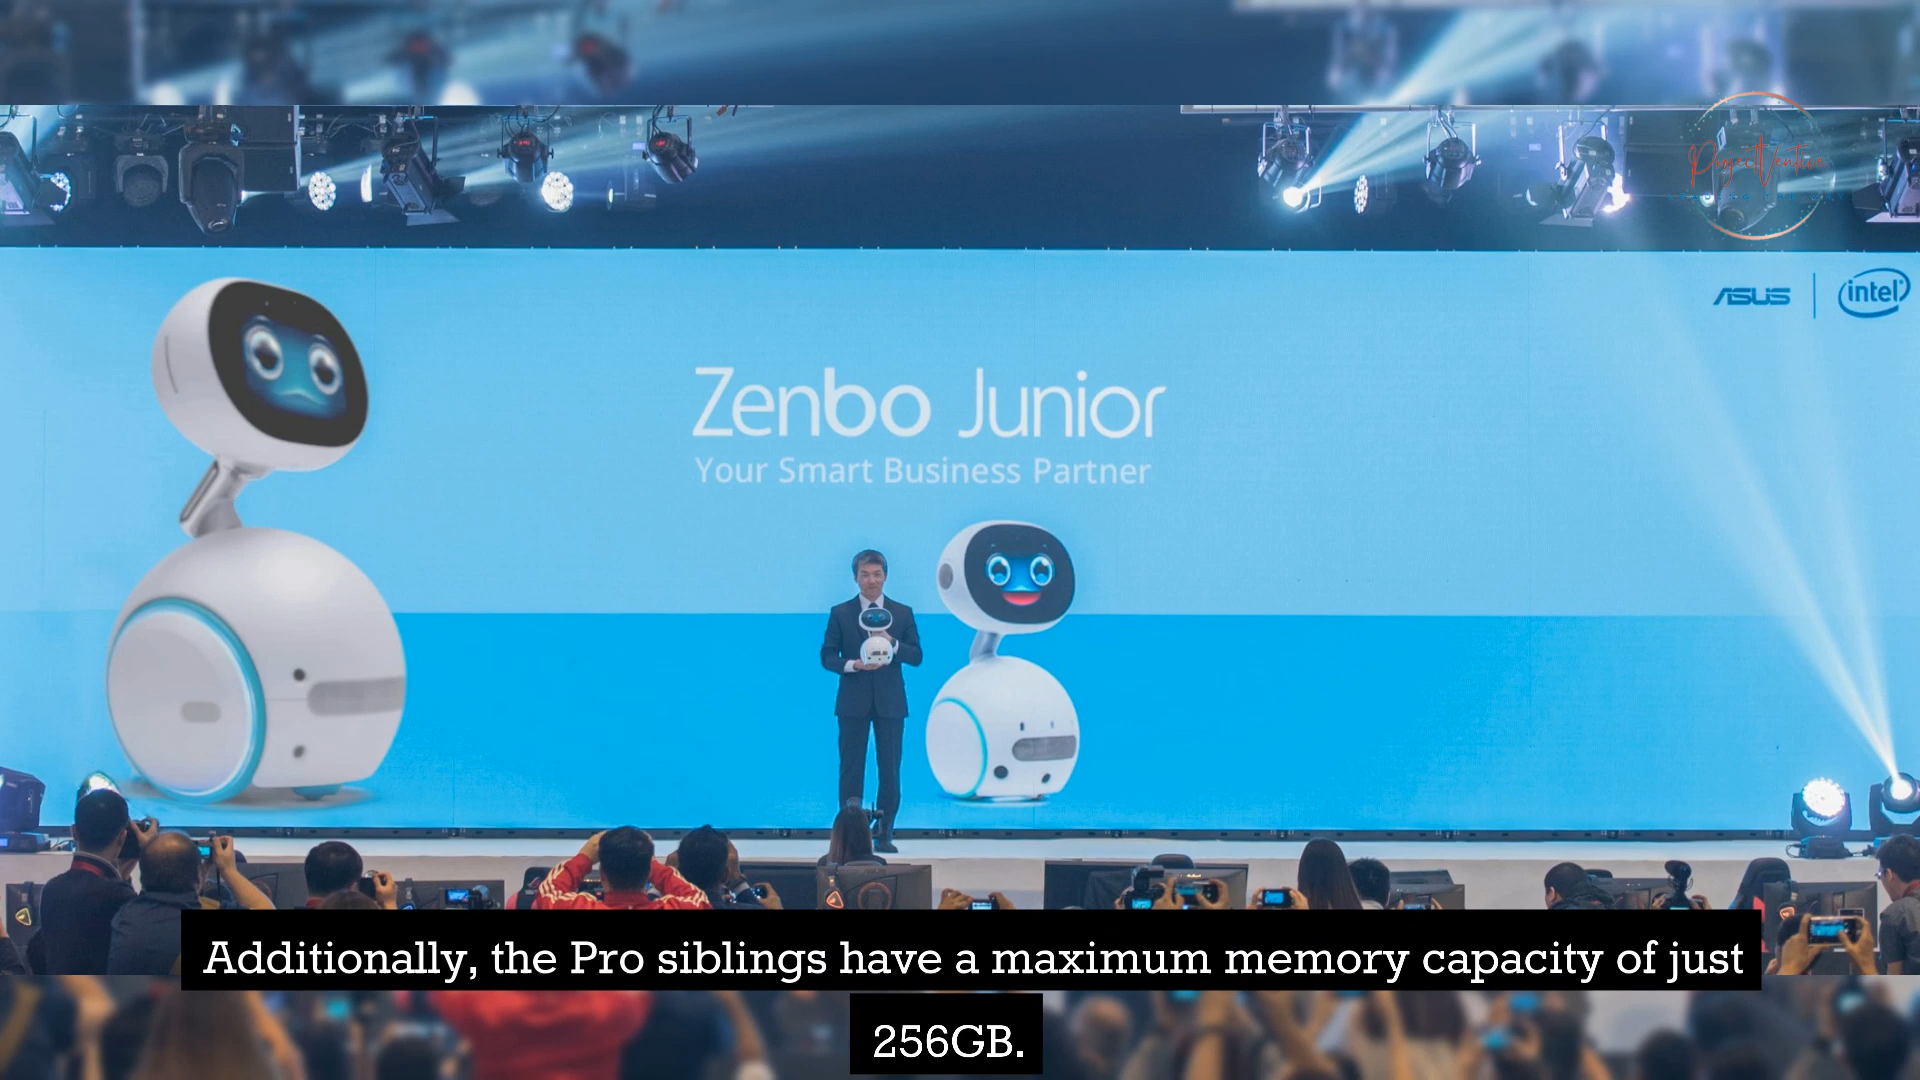 ProjectVentive
ASUS
intel
Zenbo Junior
Your Smart Business Partner
Additionally, the Pro siblings have a maximum memory capacity of just
256GB.